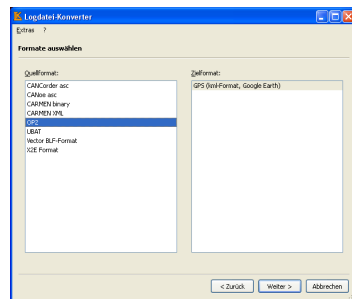 Logdatei-Konverter
Extras ?
Formate auswählen
Quellformat:
CANCorder asc
CANoe asc
CARMEN binary
CARMEN XML
OP2
UBAT
Vector BLF-Format
X2E Format
Zielformat:
GPS (kml-Format, Google Earth)
< Zurück
Weiter >
Abbrechen